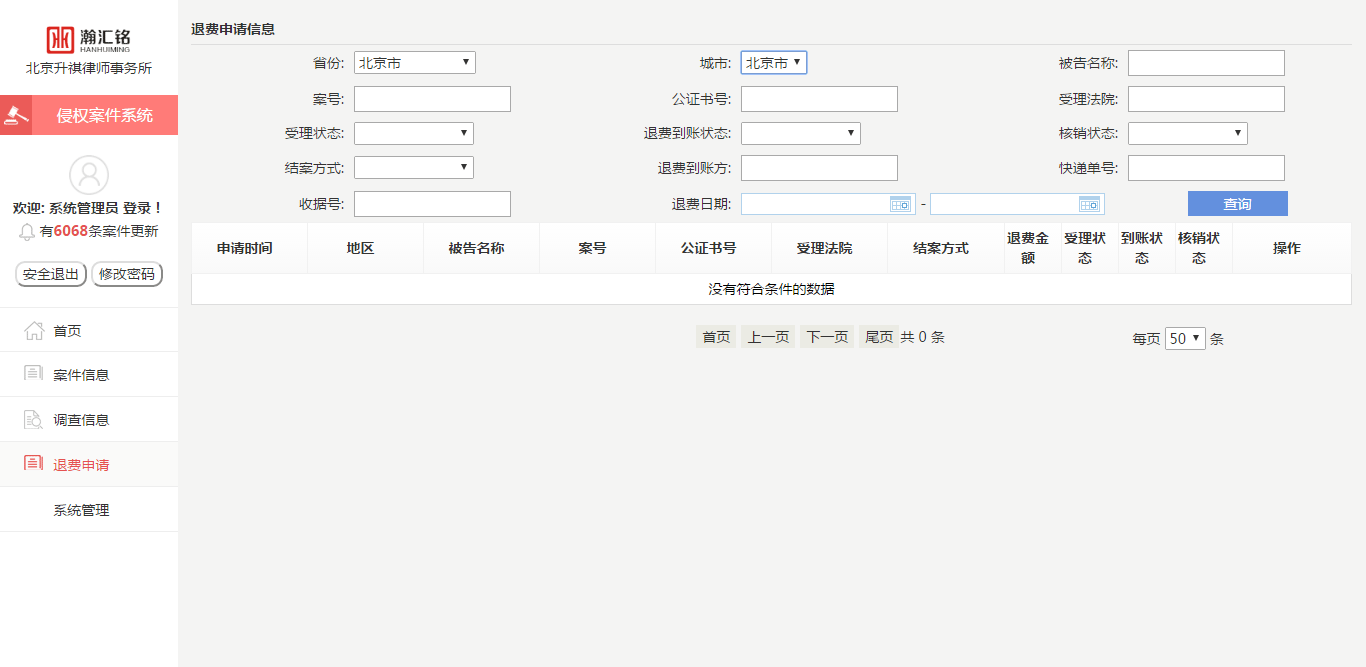 瀚汇铭
HANHUIMING
北京升祺律师事务所
侵权案件系统
欢迎: 系统管理员 登录！
有6068条案件更新
安全退出 修改密码
首页
案件信息
调查信息
退费申请
系统管理
退费申请信息
省份: 北京市 城市: 北京市 被告名称:
案号: 公证书号: 受理法院:
受理状态: 退费到账状态: 核销状态:
结案方式: 退费到账方: 快递单号:
收据号: 退费日期: - 查询
申请时间 地区 被告名称 案号 公证书号 受理法院 结案方式 退费金额 受理状态 到账状态 核销状态 操作
没有符合条件的数据
首页 上一页 下一页 尾页 共 0 条 每页 50 条